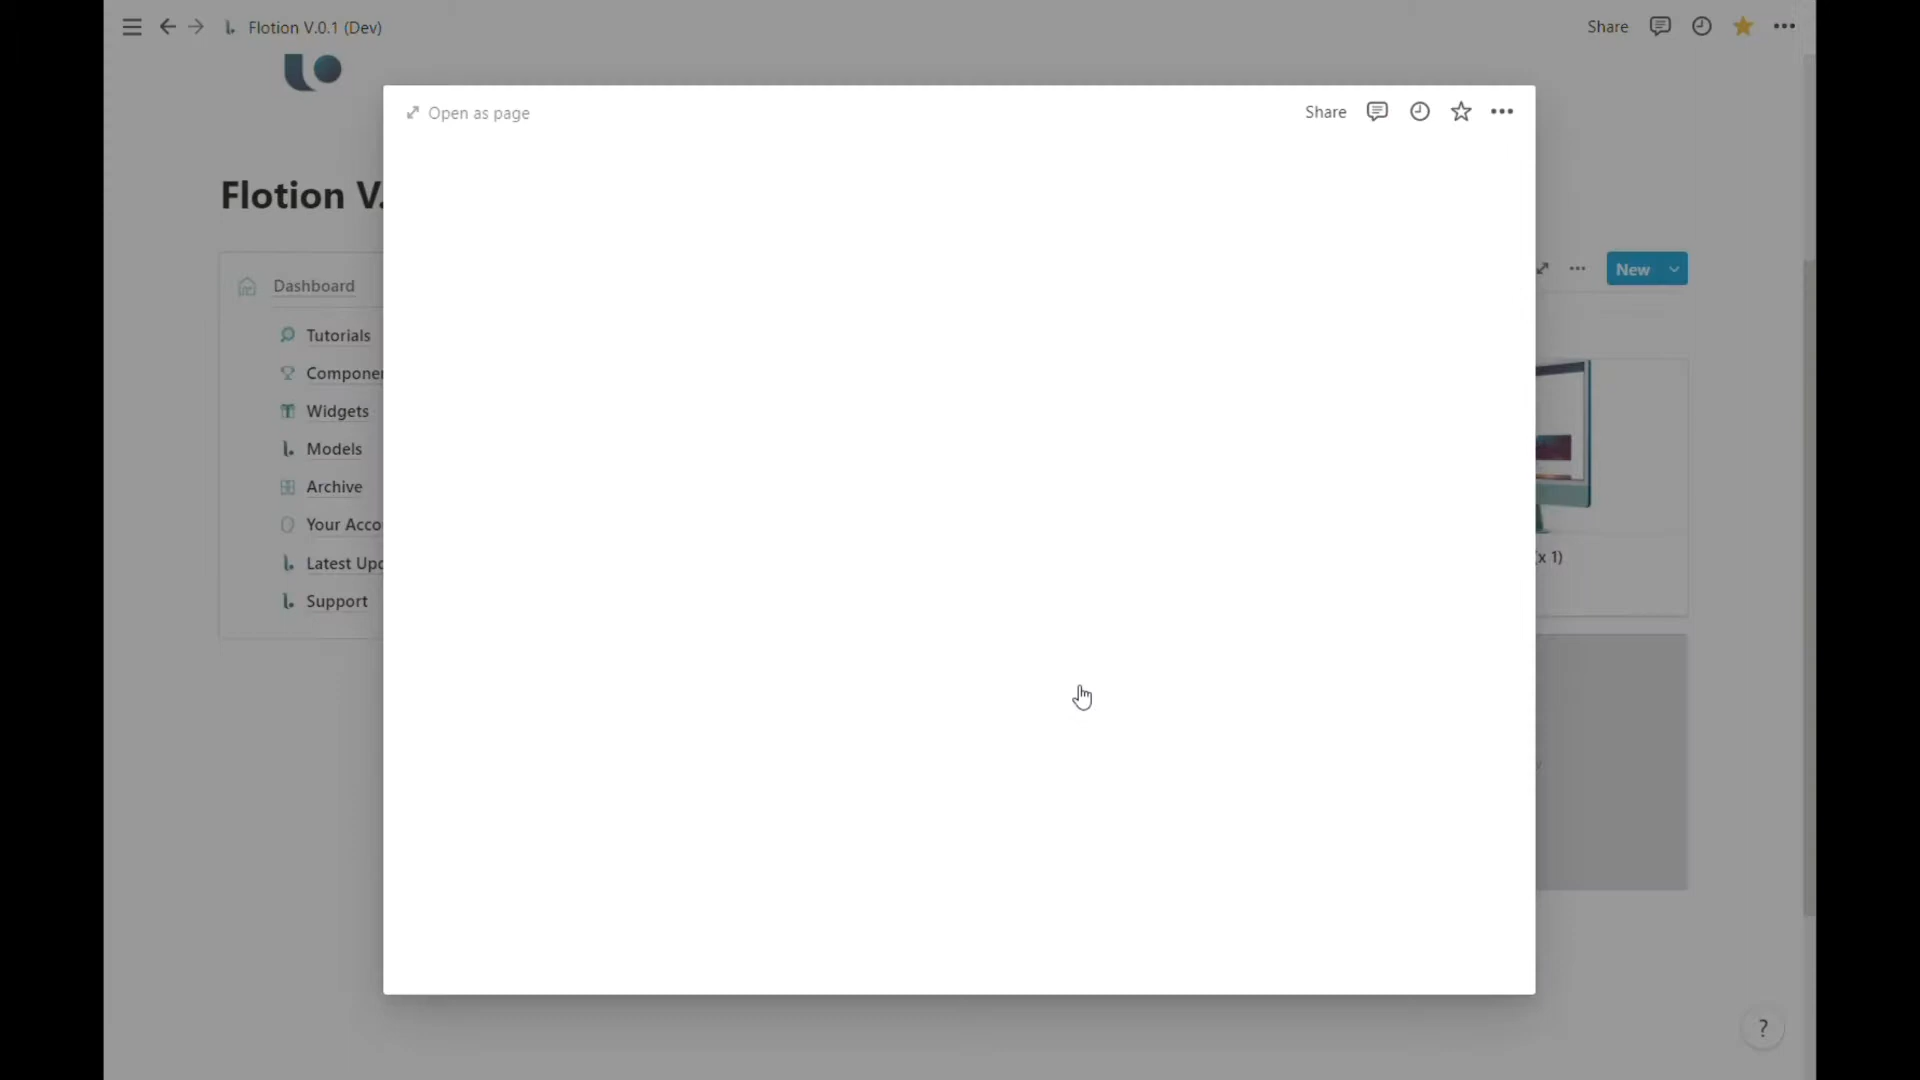 Flotion V.0.1 (Dev)
Share
Open as page
Share
Flotion V.
New
Dashboard
Tutorials
Componen
Widgets
Models
Archive
(x 1)
Your Acco
Latest Upd
Support
?